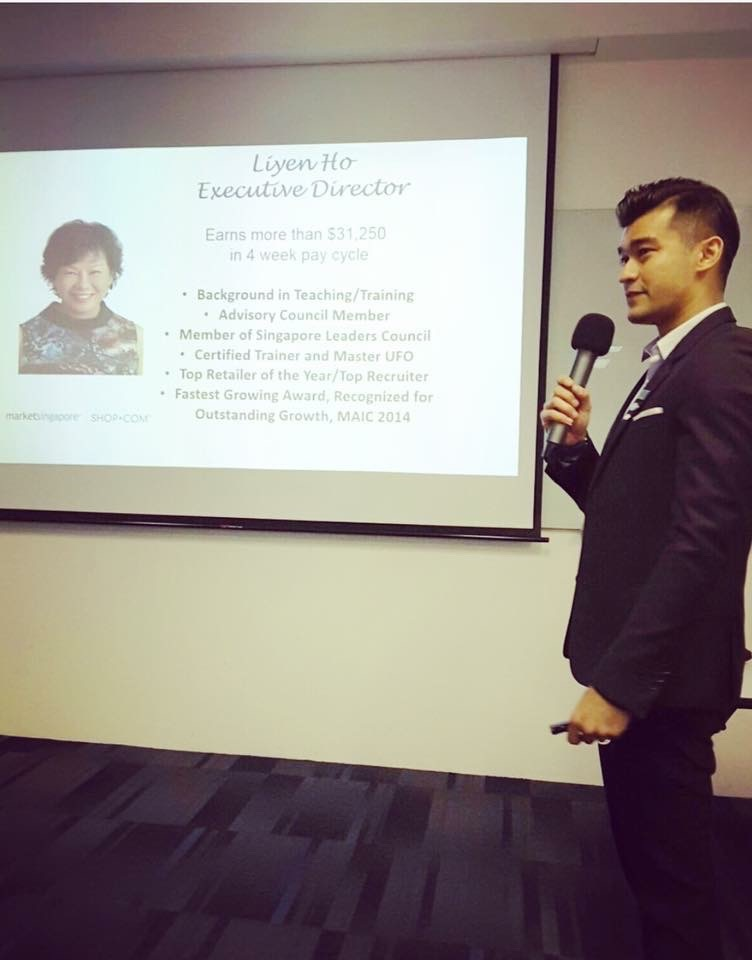 Liyen Ho
Executive Director
Earns more than $31,250
in 4 week pay cycle
• Background in Teaching/Training
• Advisory Council Member
• Member of Singapore Leaders Council
• Certified Trainer and Master UFO
• Top Retailer of the Year/Top Recruiter
• Fastest Growing Award, Recognized for
Outstanding Growth, MAIC 2014
marketsingapore® SHOP•COM™